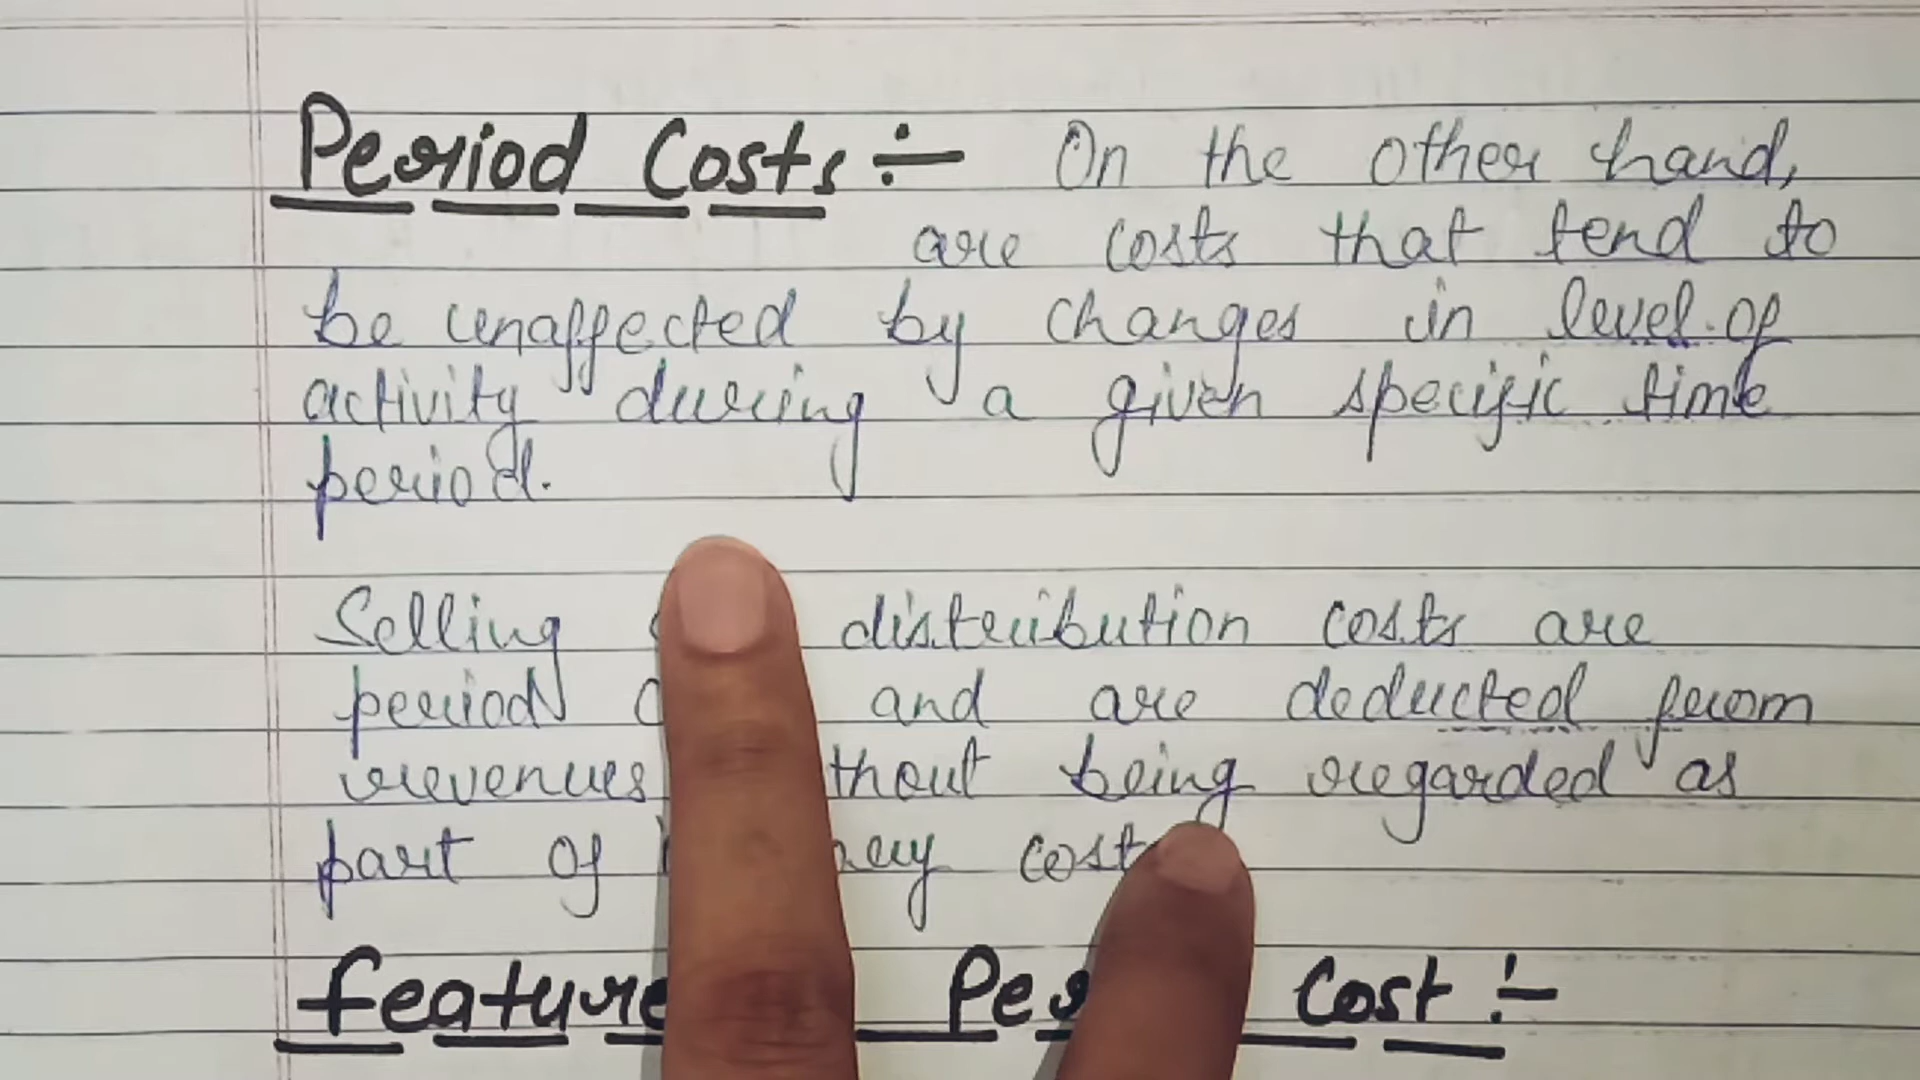 Period Costs :- On the other hand,
are costs that tend to
be unaffected by changes in level of
activity during a given specific time
period.
Selling distribution costs are
period and are deducted from
revenues without being regarded as
part of cost
feature Cost :-